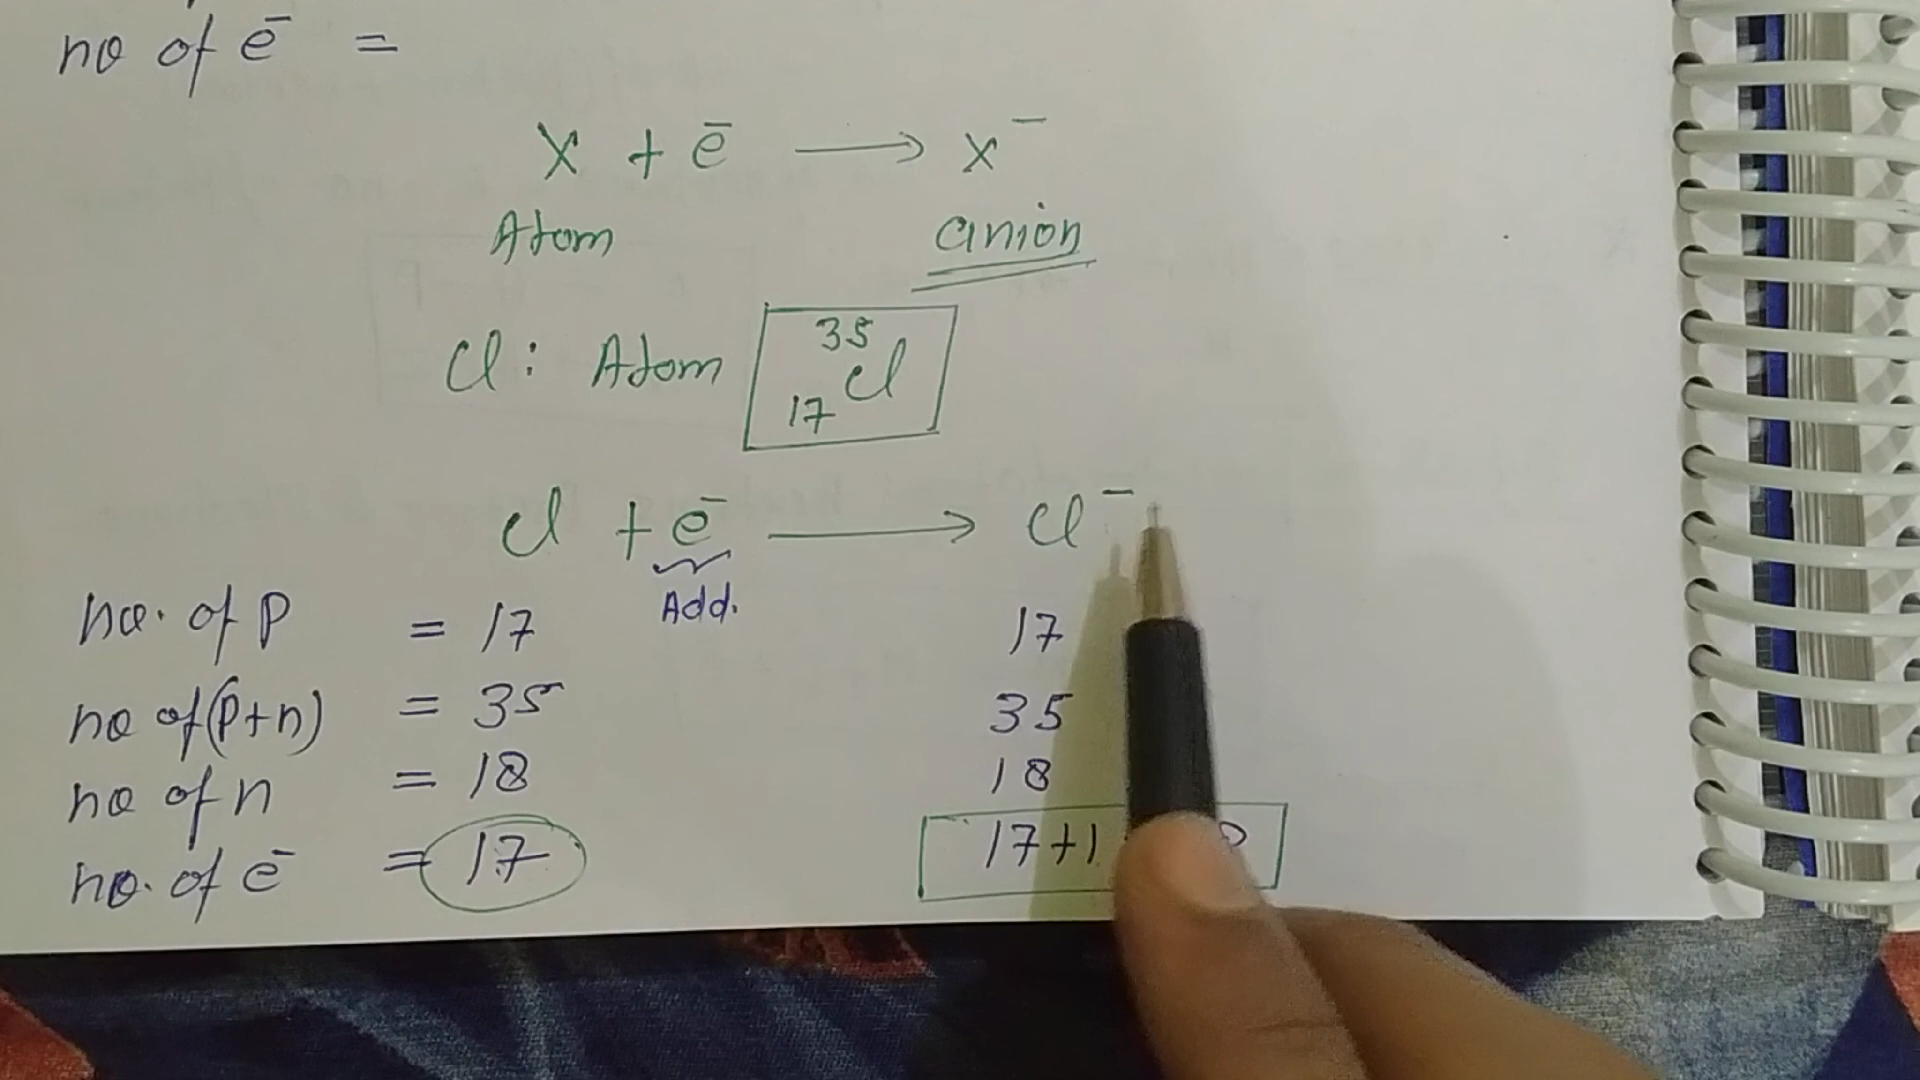 no of e̅ =
X + e̅ ⟶ X⁻
Atom anion
Cl : Atom ³⁵₁₇Cl
Cl + e̅ ⟶ Cl⁻
Add.
no. of p = 17 17
no of (p+n) = 35 35
no of n = 18 18
no. of e̅ = 17 17+1